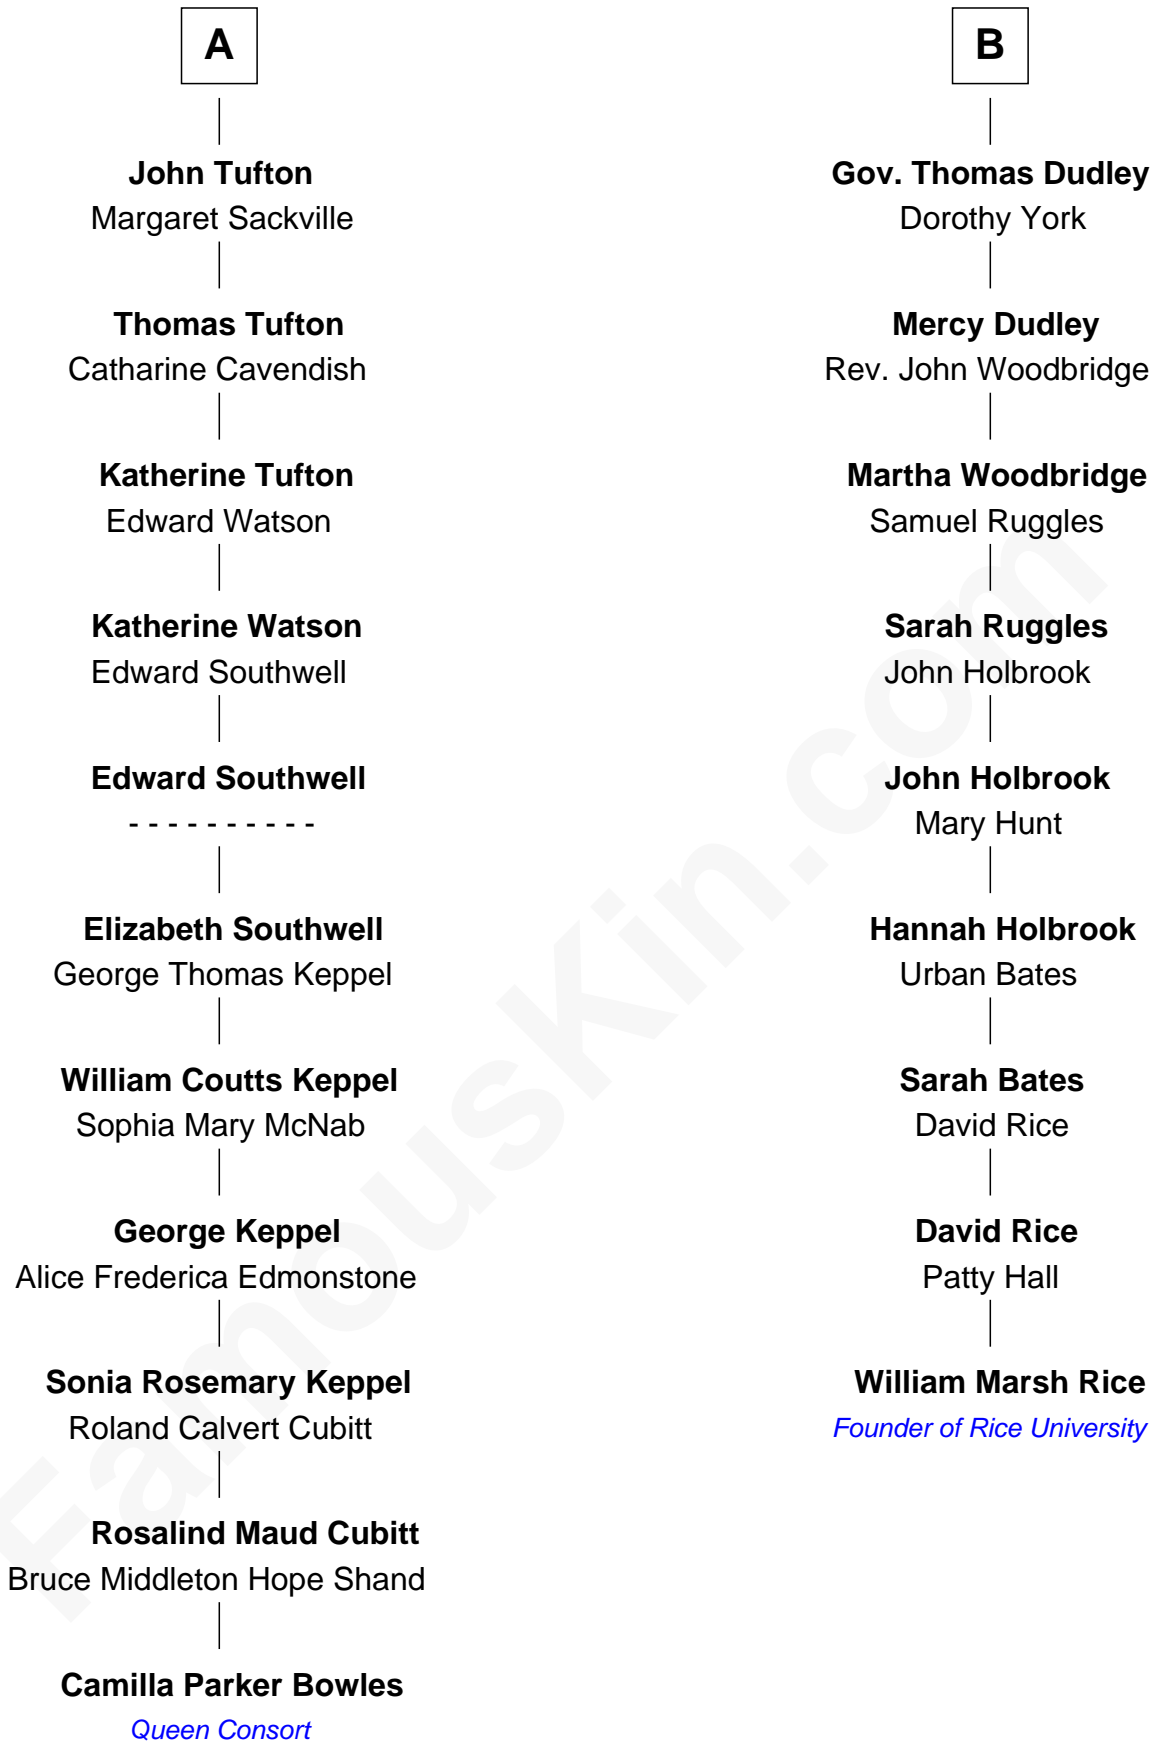 A
John Tufton
Margaret Sackville
Thomas Tufton
Catharine Cavendish
Katherine Tufton
Edward Watson
Katherine Watson
Edward Southwell
Edward Southwell
- - - - - - - - - -
Elizabeth Southwell
George Thomas Keppel
William Coutts Keppel
Sophia Mary McNab
George Keppel
Alice Frederica Edmonstone
Sonia Rosemary Keppel
Roland Calvert Cubitt
Rosalind Maud Cubitt
Bruce Middleton Hope Shand
Camilla Parker Bowles
Queen Consort
B
Gov. Thomas Dudley
Dorothy York
Mercy Dudley
Rev. John Woodbridge
Martha Woodbridge
Samuel Ruggles
Sarah Ruggles
John Holbrook
John Holbrook
Mary Hunt
Hannah Holbrook
Urban Bates
Sarah Bates
David Rice
David Rice
Patty Hall
William Marsh Rice
Founder of Rice University
FamousKin.com